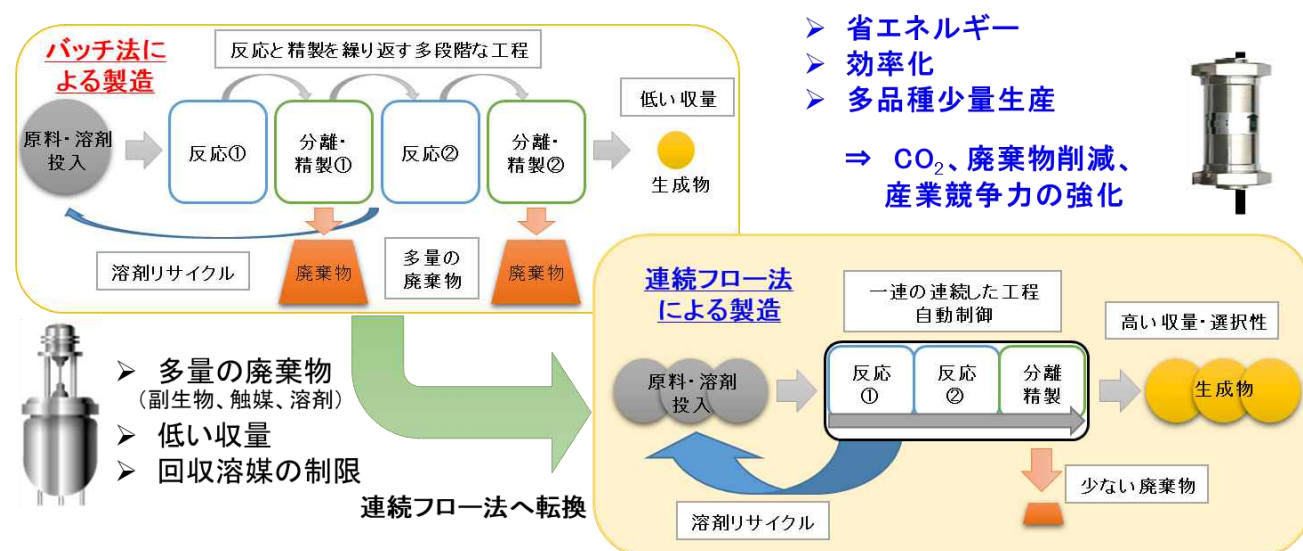 バッチ法に
よる製造
反応と精製を繰り返す多段階な工程
原料・溶剤
投入
反応①
分離・
精製①
反応②
分離・
精製②
低い収量
生成物
溶剤リサイクル
廃棄物
多量の
廃棄物
廃棄物
➢ 省エネルギー
➢ 効率化
➢ 多品種少量生産
⇒ CO₂、廃棄物削減、
産業競争力の強化
➢ 多量の廃棄物
（副生物、触媒、溶剤）
➢ 低い収量
➢ 回収溶媒の制限
連続フロー法へ転換
連続フロー法
による製造
一連の連続した工程
自動制御
高い収量・選択性
原料・溶剤
投入
反応
①
反応
②
分離
精製
生成物
溶剤リサイクル
少ない廃棄物